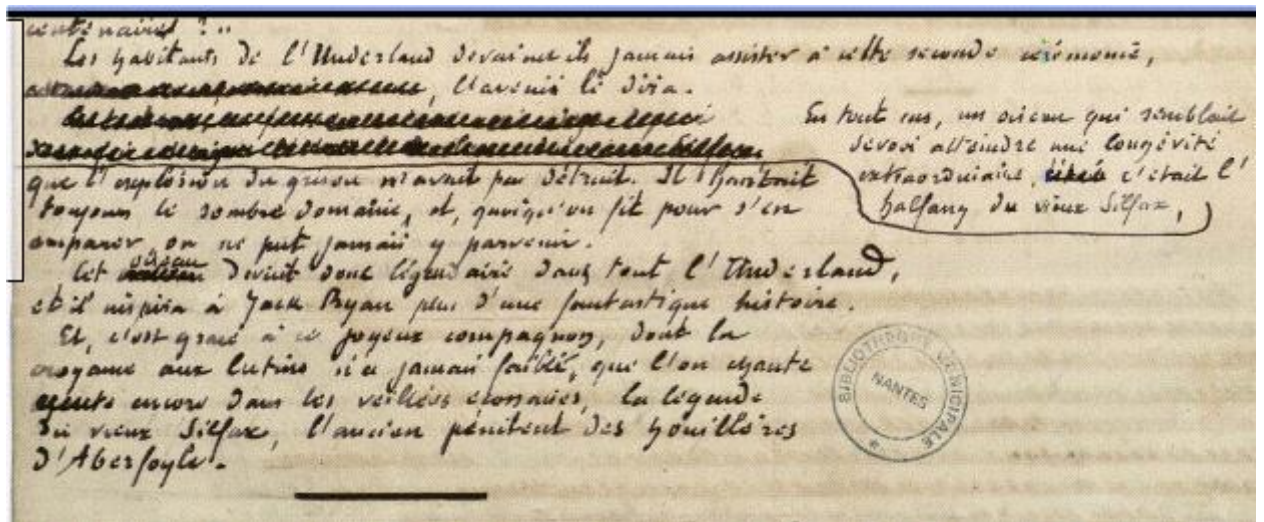 centenaires ? "
Les habitants de l'Underland devaient-ils jamais assister à cette seconde cérémonie,
l'avenir le dira.
En tout cas, un oiseau qui semblait
devoir atteindre une longévité
extraordinaire, c'était l'
halfang du vieux Silfax,
que l'explosion du grisou n'avait pas détruit. Il hantait
toujours le sombre domaine, et, quoiqu'on fît pour s'en
emparer, on ne put jamais y parvenir.
Cet oiseau devint donc légendaire dans tout l'Underland,
et il inspira à Jack Ryan plus d'une fantastique histoire.
Et, c'est grâce à ce joyeux compagnon, dont la
croyance aux lutins n'a jamais faibli, que l'on chante
encore dans les veillées écossaises, la légende
du vieux Silfax, l'ancien pénitent des houillères
d'Aberfoyle.
BIBLIOTHEQUE MUNICIPALE
NANTES